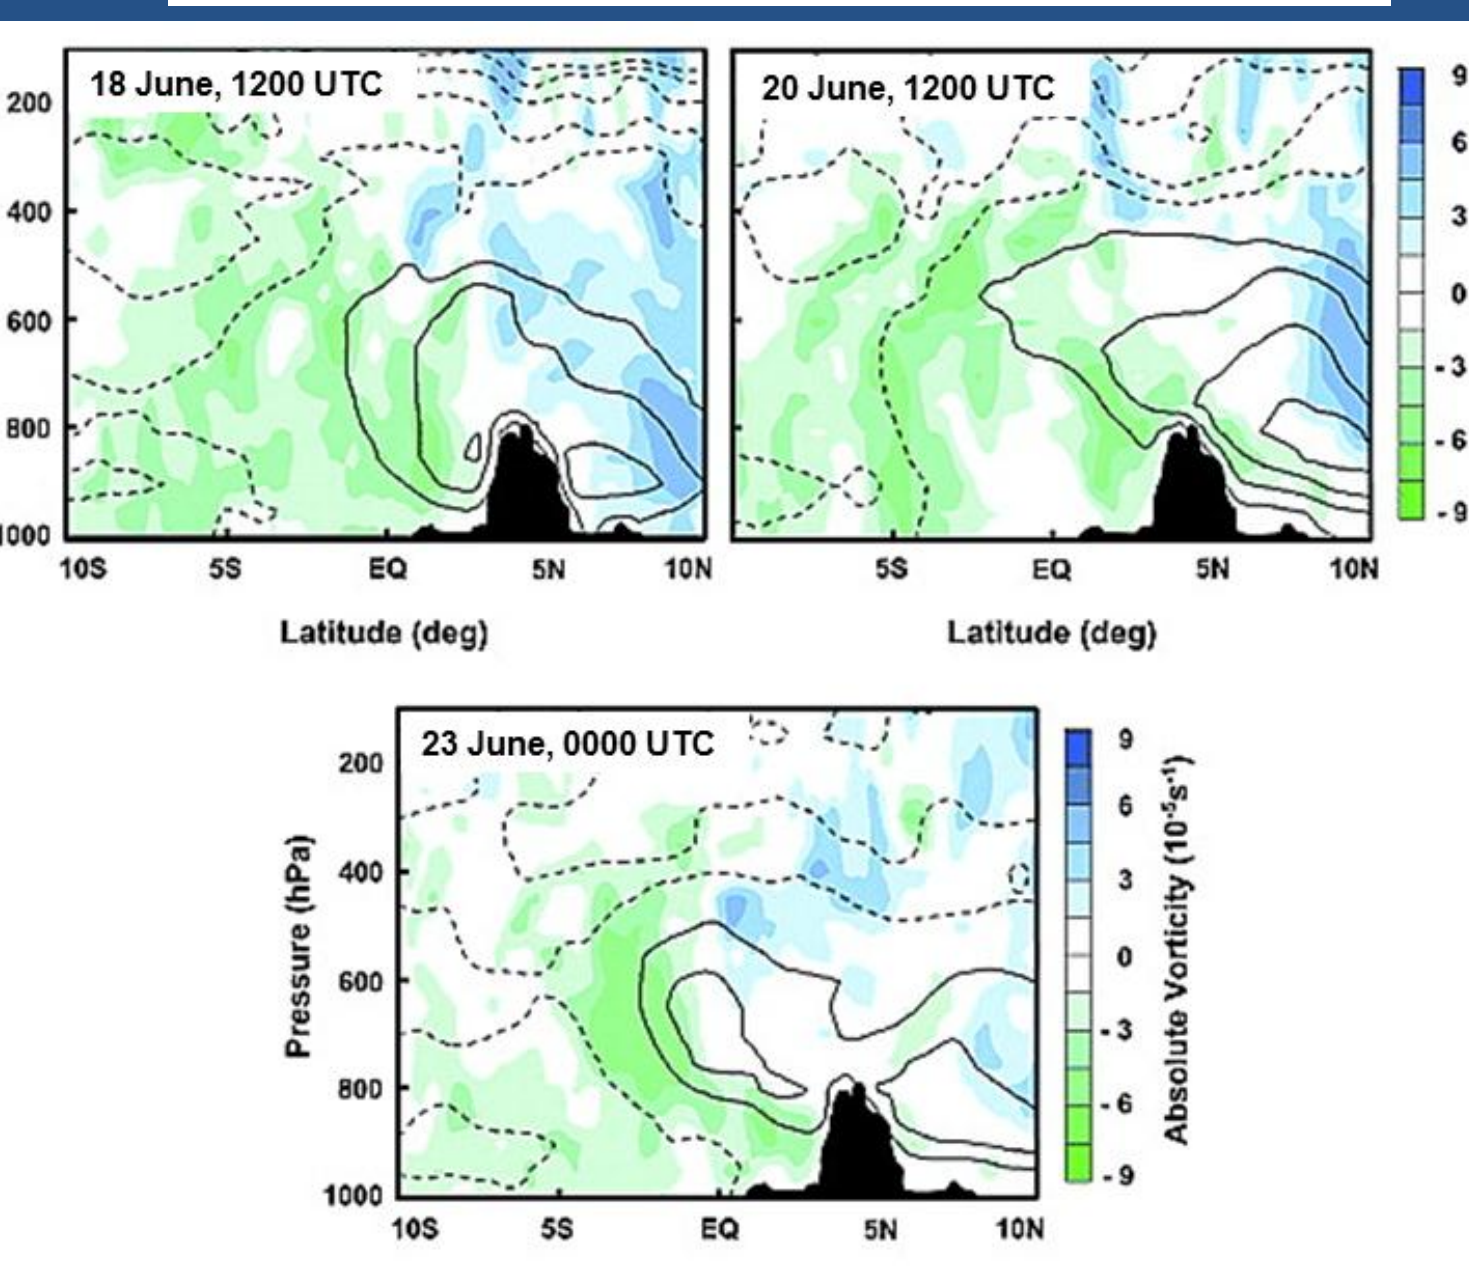 18 June, 1200 UTC
20 June, 1200 UTC
200
400
600
800
1000
9
6
3
0
-3
-6
-9
10S 5S EQ 5N 10N
5S EQ 5N 10N
Latitude (deg)
Latitude (deg)
23 June, 0000 UTC
Pressure (hPa)
200
400
600
800
1000
9
6
3
0
-3
-6
-9
Absolute Vorticity (10⁻⁵s⁻¹)
10S 5S EQ 5N 10N